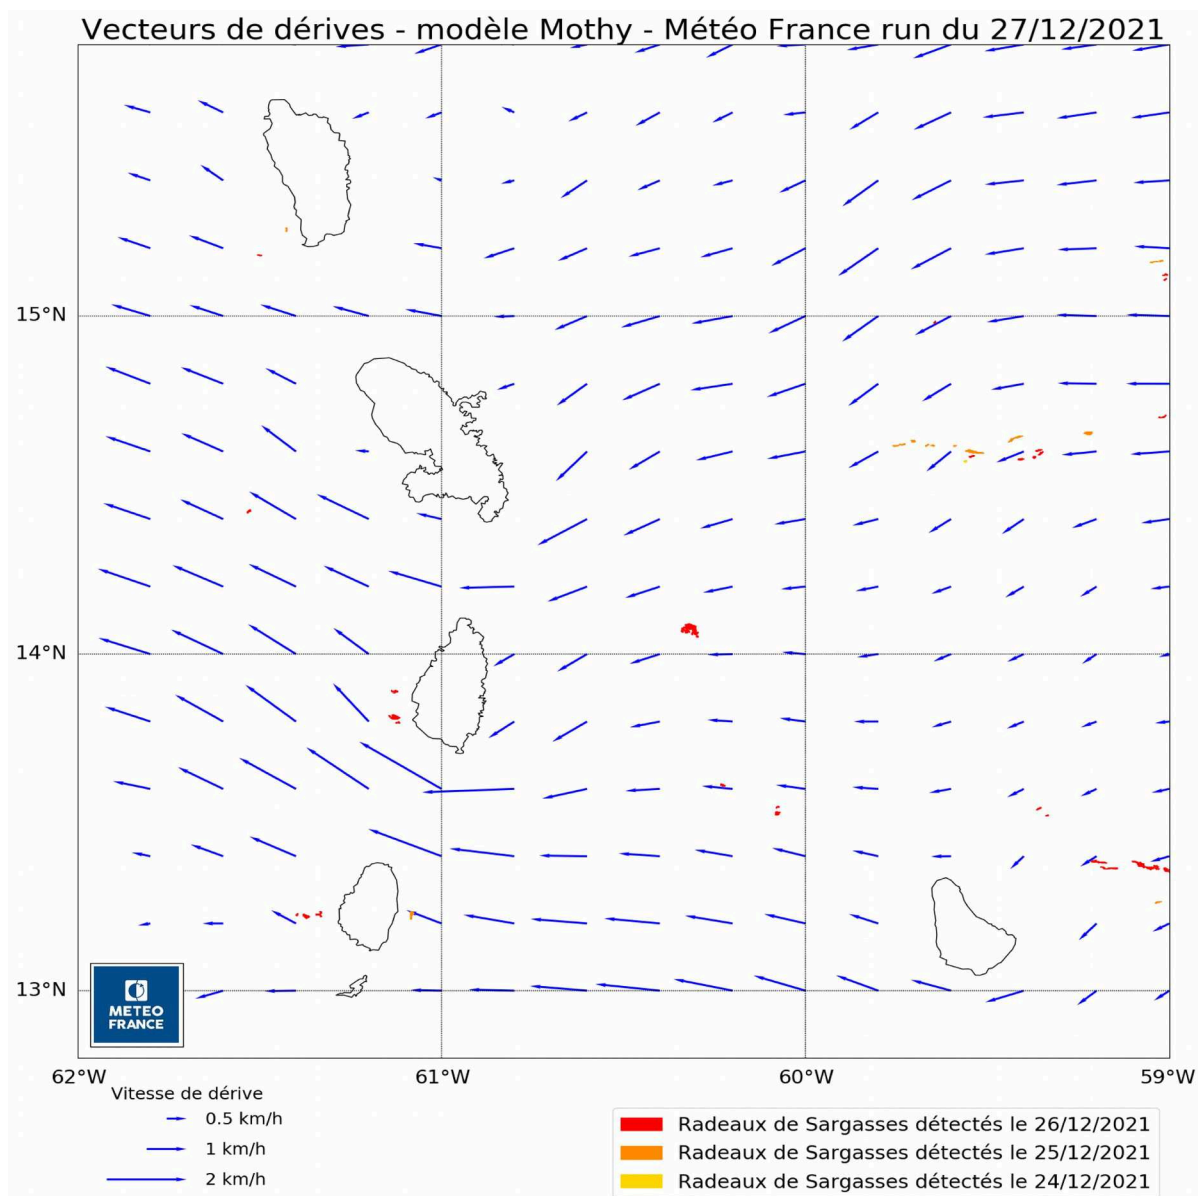 Vecteurs de dérives - modèle Mothy - Météo France run du 27/12/2021
15°N
14°N
13°N
METEO
FRANCE
62°W
61°W
60°W
59°W
Vitesse de dérive
0.5 km/h
1 km/h
2 km/h
Radeaux de Sargasses détectés le 26/12/2021
Radeaux de Sargasses détectés le 25/12/2021
Radeaux de Sargasses détectés le 24/12/2021